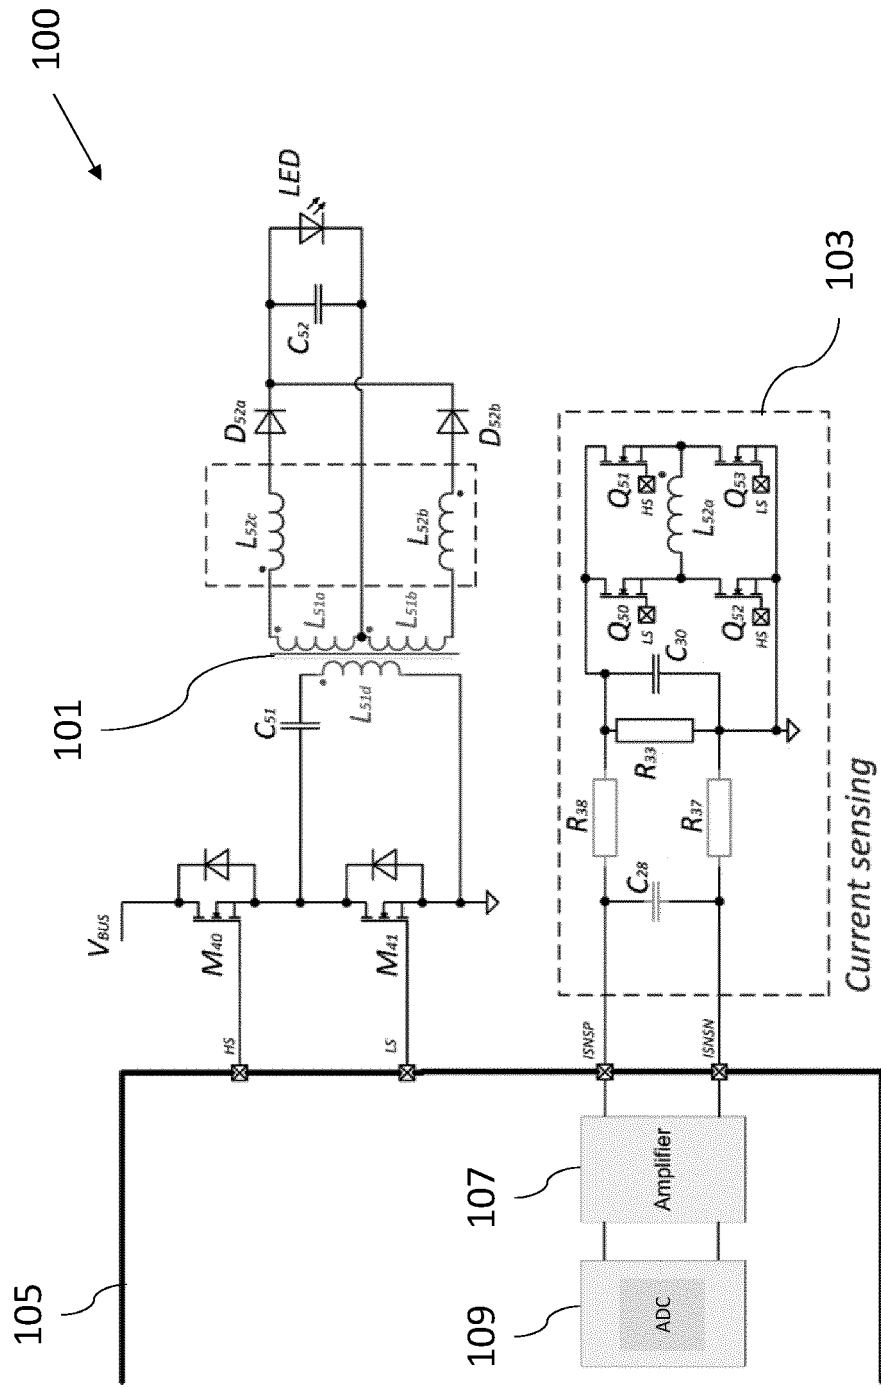 100
LED
C52
D52a
D52b
L52c
L52b
L51a
L51b
101
C51
L51d
VBUS
M40
M41
HS
LS
103
Q51
HS
Q53
LS
L52a
Q50
LS
Q52
HS
C30
R33
R38
R37
C28
Current sensing
ISNSP
ISNSN
105
107
Amplifier
109
ADC